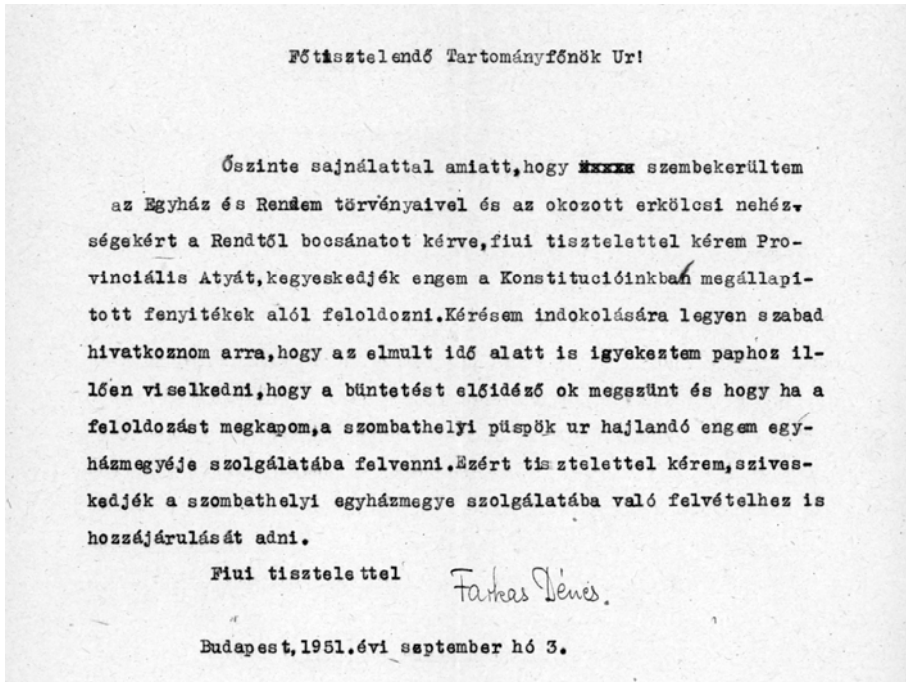 Főtisztelendő Tartományfőnök Ur!
Őszinte sajnálattal amiatt,hogy szembekerültem
az Egyház és Rendem törvényaivel és az okozott erkölcsi nehéz-
ségekért a Rendtől bocsánatot kérve,fiui tisztelettel kérem Pro-
vinciális Atyát,kegyeskedjék engem a Konstitucióinkban megállapi-
tott fenyitékek alól feloldozni.Kérésem indokolására legyen szabad
hivatkoznom arra,hogy az elmult idő alatt is igyekeztem paphoz il-
lően viselkedni,hogy a büntetést előidéző ok megszünt és hogy ha a
feloldozást megkapom,a szombathelyi püspök ur hajlandó engem egy-
házmegyéje szolgálatába felvenni.Ezért tisztelettel kérem,szives-
kedjék a szombathelyi egyházmegye szolgálatába való felvételhez is
hozzájárulását adni.
Fiui tisztelettel Farkas Dénes.
Budapest,1951.évi september hó 3.